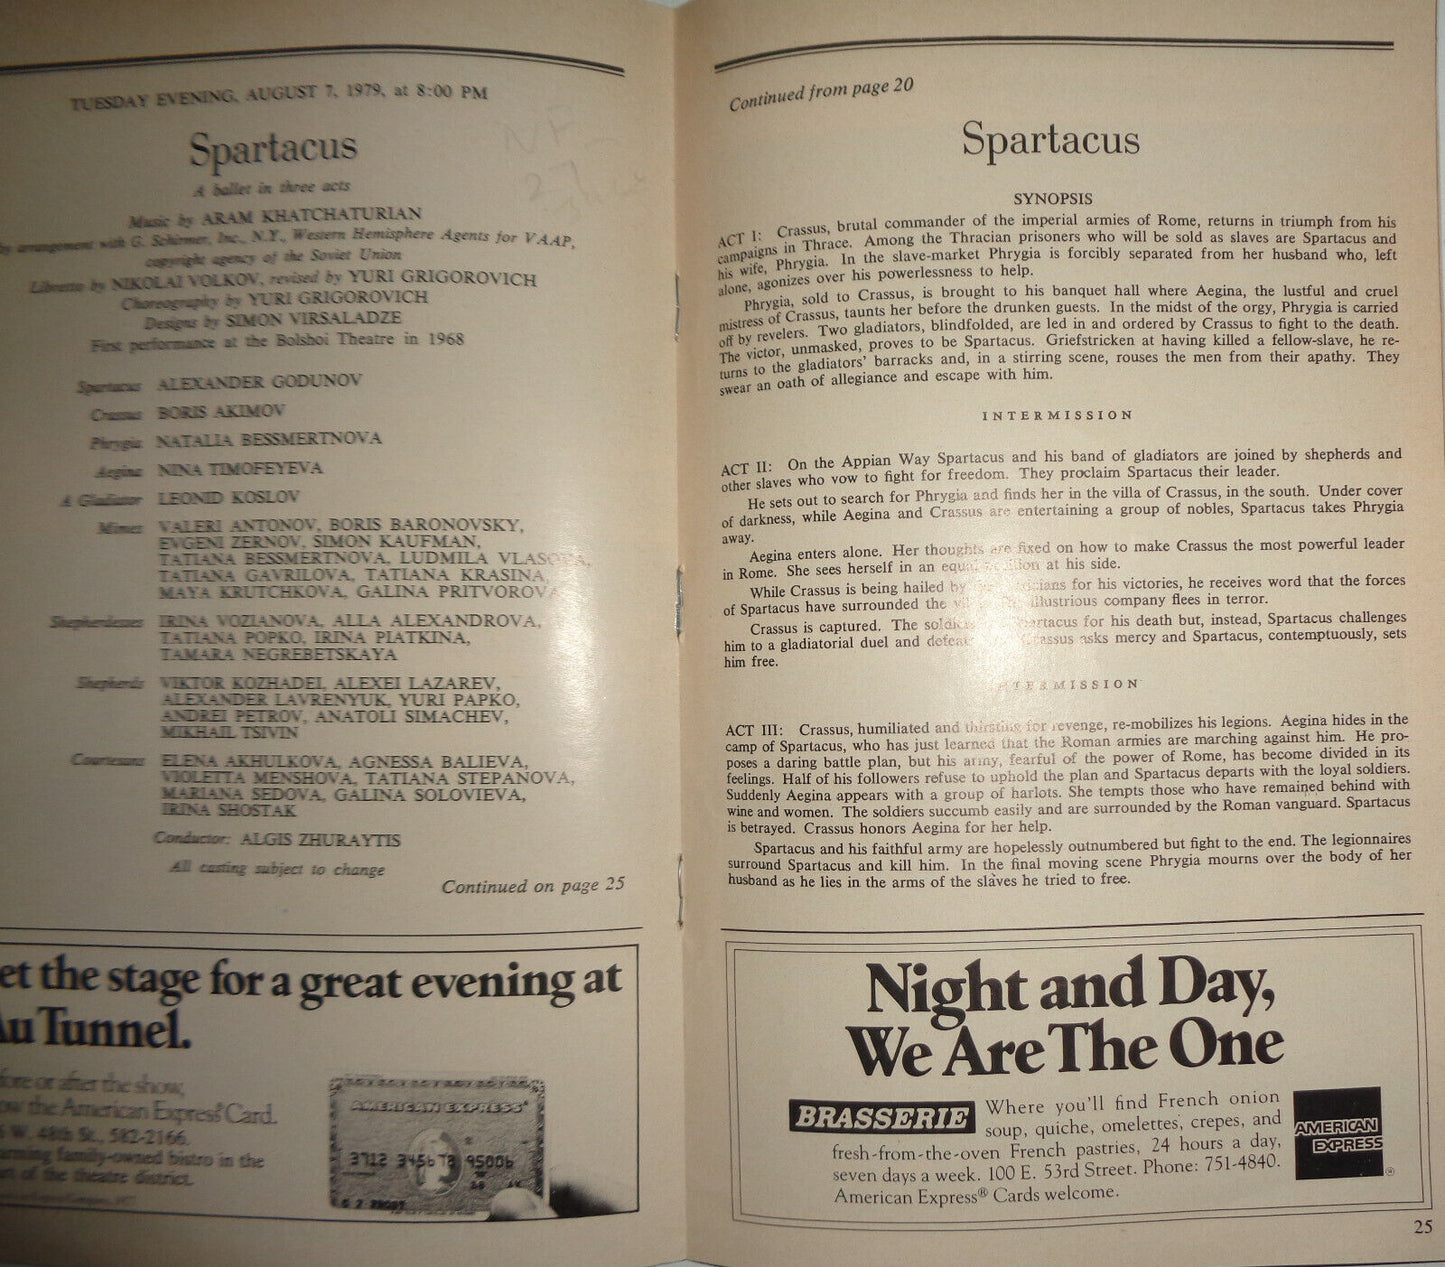 TUESDAY EVENING, AUGUST 7, 1979, at 8:00 PM
Spartacus
A ballet in three acts
Music by ARAM KHATCHATURIAN
by arrangement with G. Schirmer, Inc., N.Y., Western Hemisphere Agents for VAAP,
copyright agency of the Soviet Union
Libretto by NIKOLAI VOLKOV, revised by YURI GRIGOROVICH
Choreography by YURI GRIGOROVICH
Designs by SIMON VIRSALADZE
First performance at the Bolshoi Theatre in 1968
Spartacus ALEXANDER GODUNOV
Crassus BORIS AKIMOV
Phrygia NATALIA BESSMERTNOVA
Aegina NINA TIMOFEYEVA
A Gladiator LEONID KOSLOV
Mimes VALERI ANTONOV, BORIS BARONOVSKY,
EVGENI ZERNOV, SIMON KAUFMAN,
TATIANA BESSMERTNOVA, LUDMILA VLASOVA,
TATIANA GAVRILOVA, TATIANA KRASINA,
MAYA KRUTCHKOVA, GALINA PRITVOROVA
Shepherdesses IRINA VOZIANOVA, ALLA ALEXANDROVA,
TATIANA POPKO, IRINA PIATKINA,
TAMARA NEGREBETSKAYA
Shepherds VIKTOR KOZHADEI, ALEXEI LAZAREV,
ALEXANDER LAVRENYUK, YURI PAPKO,
ANDREI PETROV, ANATOLI SIMACHEV,
MIKHAIL TSIVIN
Courtesans ELENA AKHULKOVA, AGNESSA BALIEVA,
VIOLETTA MENSHOVA, TATIANA STEPANOVA,
MARIANA SEDOVA, GALINA SOLOVIEVA,
IRINA SHOSTAK
Conductor: ALGIS ZHURAYTIS
All casting subject to change
Continued on page 25
et the stage for a great evening at
Au Tunnel.
fore or after the show,
ow the American Express® Card.
W. 48th St., 582-2166.
arming family-owned bistro in the
art of the theatre district.
AMERICAN EXPRESS
3712 345678 95006
Continued from page 20
Spartacus
SYNOPSIS
ACT I: Crassus, brutal commander of the imperial armies of Rome, returns in triumph from his
campaigns in Thrace. Among the Thracian prisoners who will be sold as slaves are Spartacus and
his wife, Phrygia. In the slave-market Phrygia is forcibly separated from her husband who, left
alone, agonizes over his powerlessness to help.
Phrygia, sold to Crassus, is brought to his banquet hall where Aegina, the lustful and cruel
mistress of Crassus, taunts her before the drunken guests. In the midst of the orgy, Phrygia is carried
off by revelers. Two gladiators, blindfolded, are led in and ordered by Crassus to fight to the death.
The victor, unmasked, proves to be Spartacus. Griefstricken at having killed a fellow-slave, he re-
turns to the gladiators' barracks and, in a stirring scene, rouses the men from their apathy. They
swear an oath of allegiance and escape with him.
INTERMISSION
ACT II: On the Appian Way Spartacus and his band of gladiators are joined by shepherds and
other slaves who vow to fight for freedom. They proclaim Spartacus their leader.
He sets out to search for Phrygia and finds her in the villa of Crassus, in the south. Under cover
of darkness, while Aegina and Crassus are entertaining a group of nobles, Spartacus takes Phrygia
away.
Aegina enters alone. Her thoughts are fixed on how to make Crassus the most powerful leader
in Rome. She sees herself in an equal position at his side.
While Crassus is being hailed by for his victories, he receives word that the forces
of Spartacus have surrounded the illustrious company flees in terror.
Crassus is captured. The Spartacus for his death but, instead, Spartacus challenges
him to a gladiatorial duel and Crassus asks mercy and Spartacus, contemptuously, sets
him free.
INTERMISSION
ACT III: Crassus, humiliated and thirsting for revenge, re-mobilizes his legions. Aegina hides in the
camp of Spartacus, who has just learned that the Roman armies are marching against him. He pro-
poses a daring battle plan, but his army, fearful of the power of Rome, has become divided in its
feelings. Half of his followers refuse to uphold the plan and Spartacus departs with the loyal soldiers.
Suddenly Aegina appears with a group of harlots. She tempts those who have remained behind with
wine and women. The soldiers succumb easily and are surrounded by the Roman vanguard. Spartacus
is betrayed. Crassus honors Aegina for her help.
Spartacus and his faithful army are hopelessly outnumbered but fight to the end. The legionnaires
surround Spartacus and kill him. In the final moving scene Phrygia mourns over the body of her
husband as he lies in the arms of the slaves he tried to free.
Night and Day,
We Are The One
BRASSERIE Where you'll find French onion
soup, quiche, omelettes, crepes, and
fresh-from-the-oven French pastries, 24 hours a day,
seven days a week. 100 E. 53rd Street. Phone: 751-4840.
American Express® Cards welcome.
AMERICAN
EXPRESS
®
25